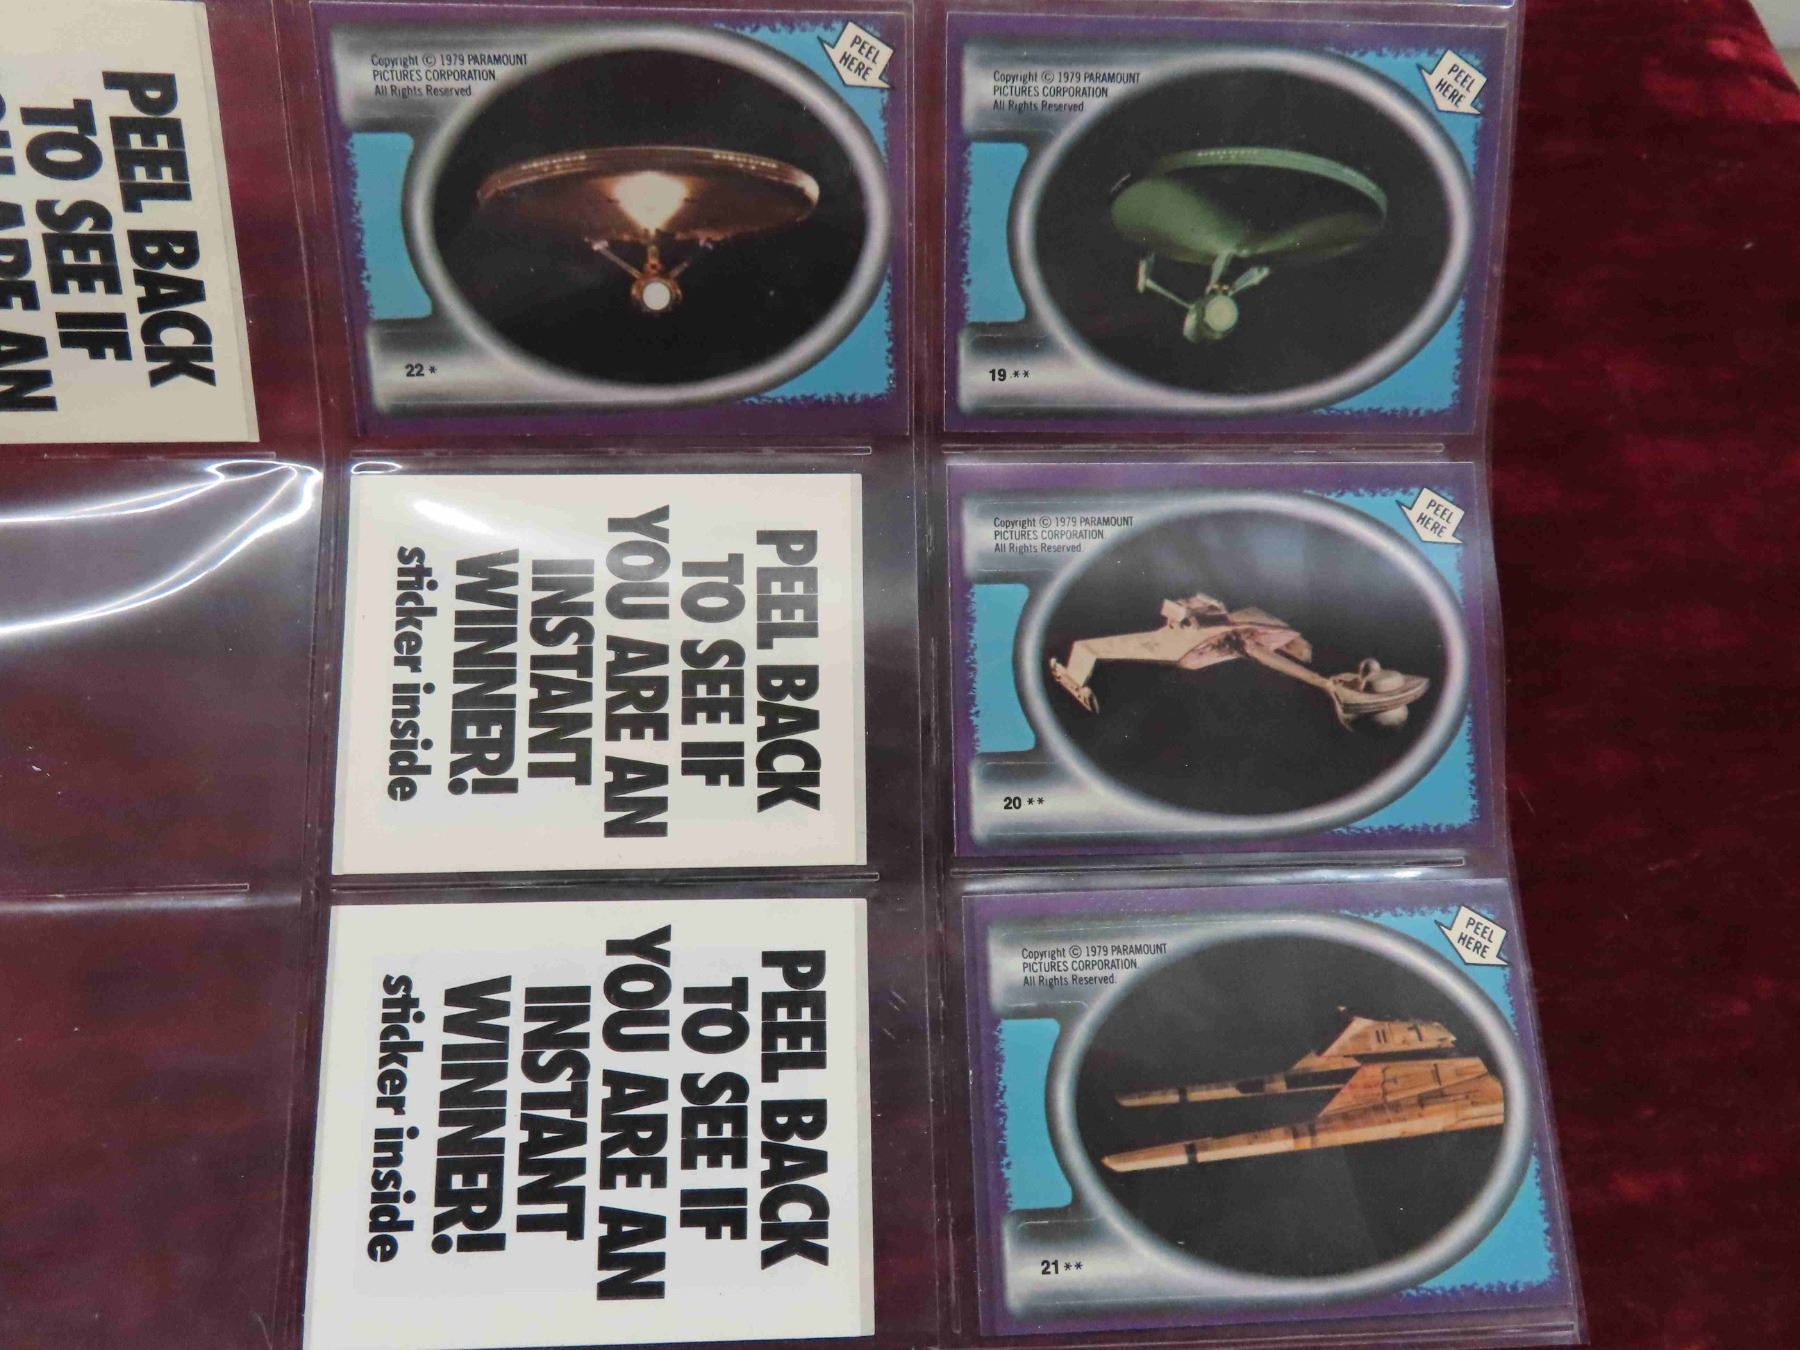 PEEL BACK
TO SEE IF
ARE AN
Copyright © 1979 PARAMOUNT
PICTURES CORPORATION
All Rights Reserved.
PEEL
HERE
22 *
Copyright © 1979 PARAMOUNT
PICTURES CORPORATION.
All Rights Reserved
PEEL
HERE
19 **
PEEL BACK
TO SEE IF
YOU ARE AN
INSTANT
WINNER!
sticker inside
Copyright © 1979 PARAMOUNT
PICTURES CORPORATION.
All Rights Reserved.
PEEL
HERE
20 **
PEEL BACK
TO SEE IF
YOU ARE AN
INSTANT
WINNER!
sticker inside
Copyright © 1979 PARAMOUNT
PICTURES CORPORATION.
All Rights Reserved.
PEEL
HERE
21 **